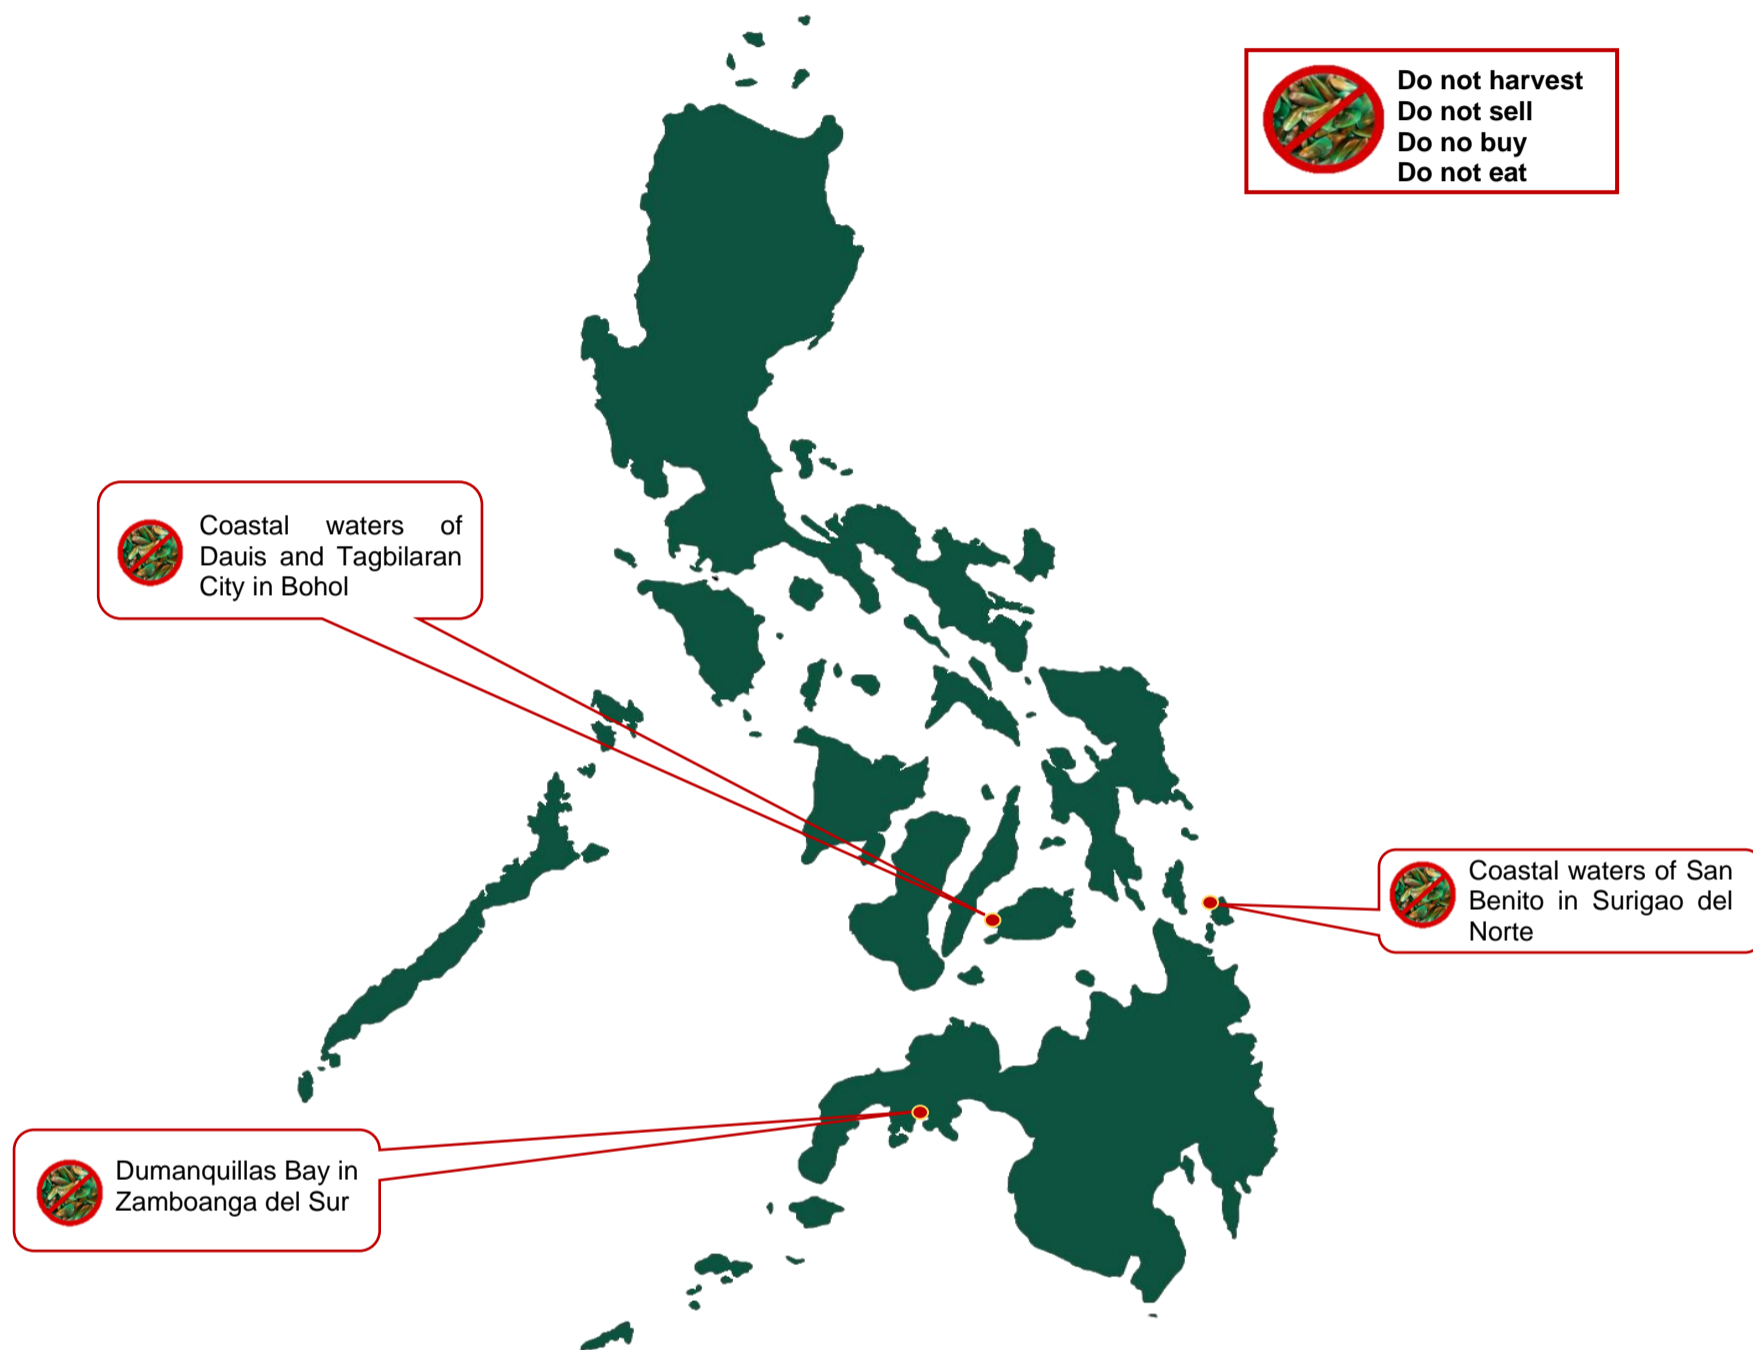 Do not harvest
Do not sell
Do no buy
Do not eat
Coastal waters of
Dauis and Tagbilaran
City in Bohol
Coastal waters of San
Benito in Surigao del
Norte
Dumanquillas Bay in
Zamboanga del Sur